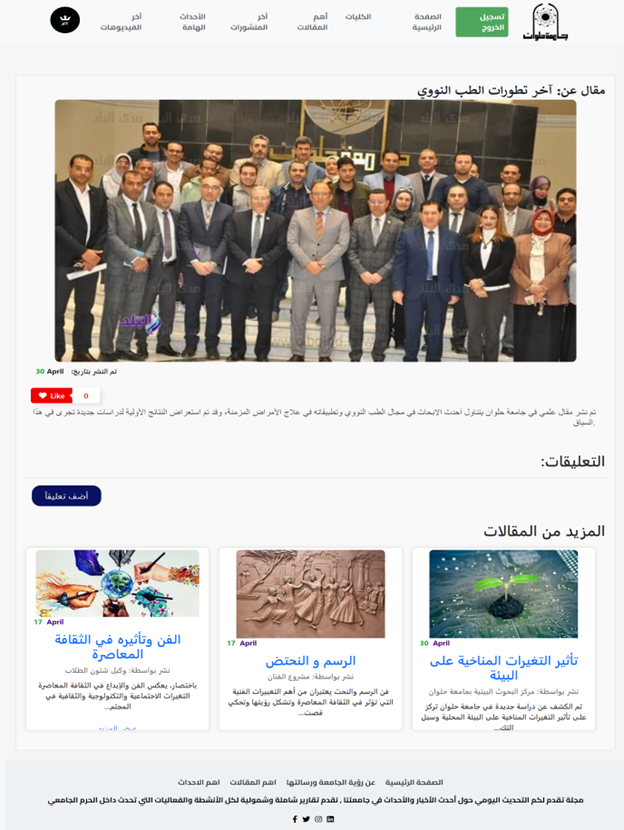 جامعة حلوان
تسجيل
الخروج
الصفحة
الرئيسية
الكليات
أهم
المقالات
آخر
المنشورات
الأحداث
الهامة
آخر
الفيديوهات
مقال عن: آخر تطورات الطب النووي
صدى البلد
صدى البلد
صدى البلد
البلد
تم النشر بتاريخ: 30 April
Like 0
تم نشر مقال علمي في جامعة حلوان يتناول أحدث الابحاث في مجال الطب النووي وتطبيقاته في علاج الأمراض المزمنة، وقد تم استعراض النتائج الأولية لدراسات جديدة تجرى في هذا
السياق.
التعليقات:
أضف تعليقاً
المزيد من المقالات
30 April
تأثير التغيرات المناخية على
البيئة
نشر بواسطة: مركز البحوث البيئية بجامعة حلوان
تم الكشف عن دراسة جديدة في جامعة حلوان تركز
على تأثير التغيرات المناخية على البيئة المحلية وسبل
التك...
17 April
الرسم و النحتض
نشر بواسطة: مشروع الفنان
فن الرسم والنحت يعتبران من أهم التعبيرات الفنية
التي تؤثر في الثقافة المعاصرة وتشكل رؤيتها وتحكي
قصت...
17 April
الفن وتأثيره في الثقافة
المعاصرة
نشر بواسطة: وكيل شئون الطلاب
باختصار، يعكس الفن والإبداع في الثقافة المعاصرة
التغيرات الاجتماعية والتكنولوجية والثقافية في
المجتم...
عرض المزيد
الصفحة الرئيسية عن رؤية الجامعة ورسالتها اهم المقالات اهم الاحداث
مجلة تقدم لكم التحديث اليومي حول أحدث الأخبار والأحداث في جامعتنا , نقدم تقارير شاملة وشمولية لكل الأنشطة والفعاليات التي تحدث داخل الحرم الجامعي